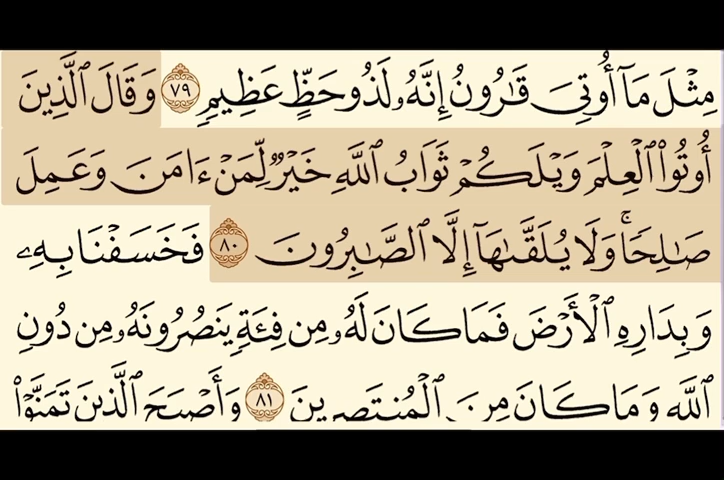 مِثْلَ مَآ أُوتِىَ قَٰرُونُ إِنَّهُۥ لَذُو حَظٍّ عَظِيمٍ ٧٩ وَقَالَ ٱلَّذِينَ
أُوتُوا۟ ٱلْعِلْمَ وَيْلَكُمْ ثَوَابُ ٱللَّهِ خَيْرٌ لِّمَنْ ءَامَنَ وَعَمِلَ
صَٰلِحًا ۚ وَلَا يُلَقَّىٰهَآ إِلَّا ٱلصَّٰبِرُونَ ٨٠ فَخَسَفْنَا بِهِۦ
وَبِدَارِهِ ٱلْأَرْضَ فَمَا كَانَ لَهُۥ مِن فِئَةٍ يَنصُرُونَهُۥ مِن دُونِ
ٱللَّهِ وَمَا كَانَ مِنَ ٱلْمُنتَصِرِينَ ٨١ وَأَصْبَحَ ٱلَّذِينَ تَمَنَّوْا۟